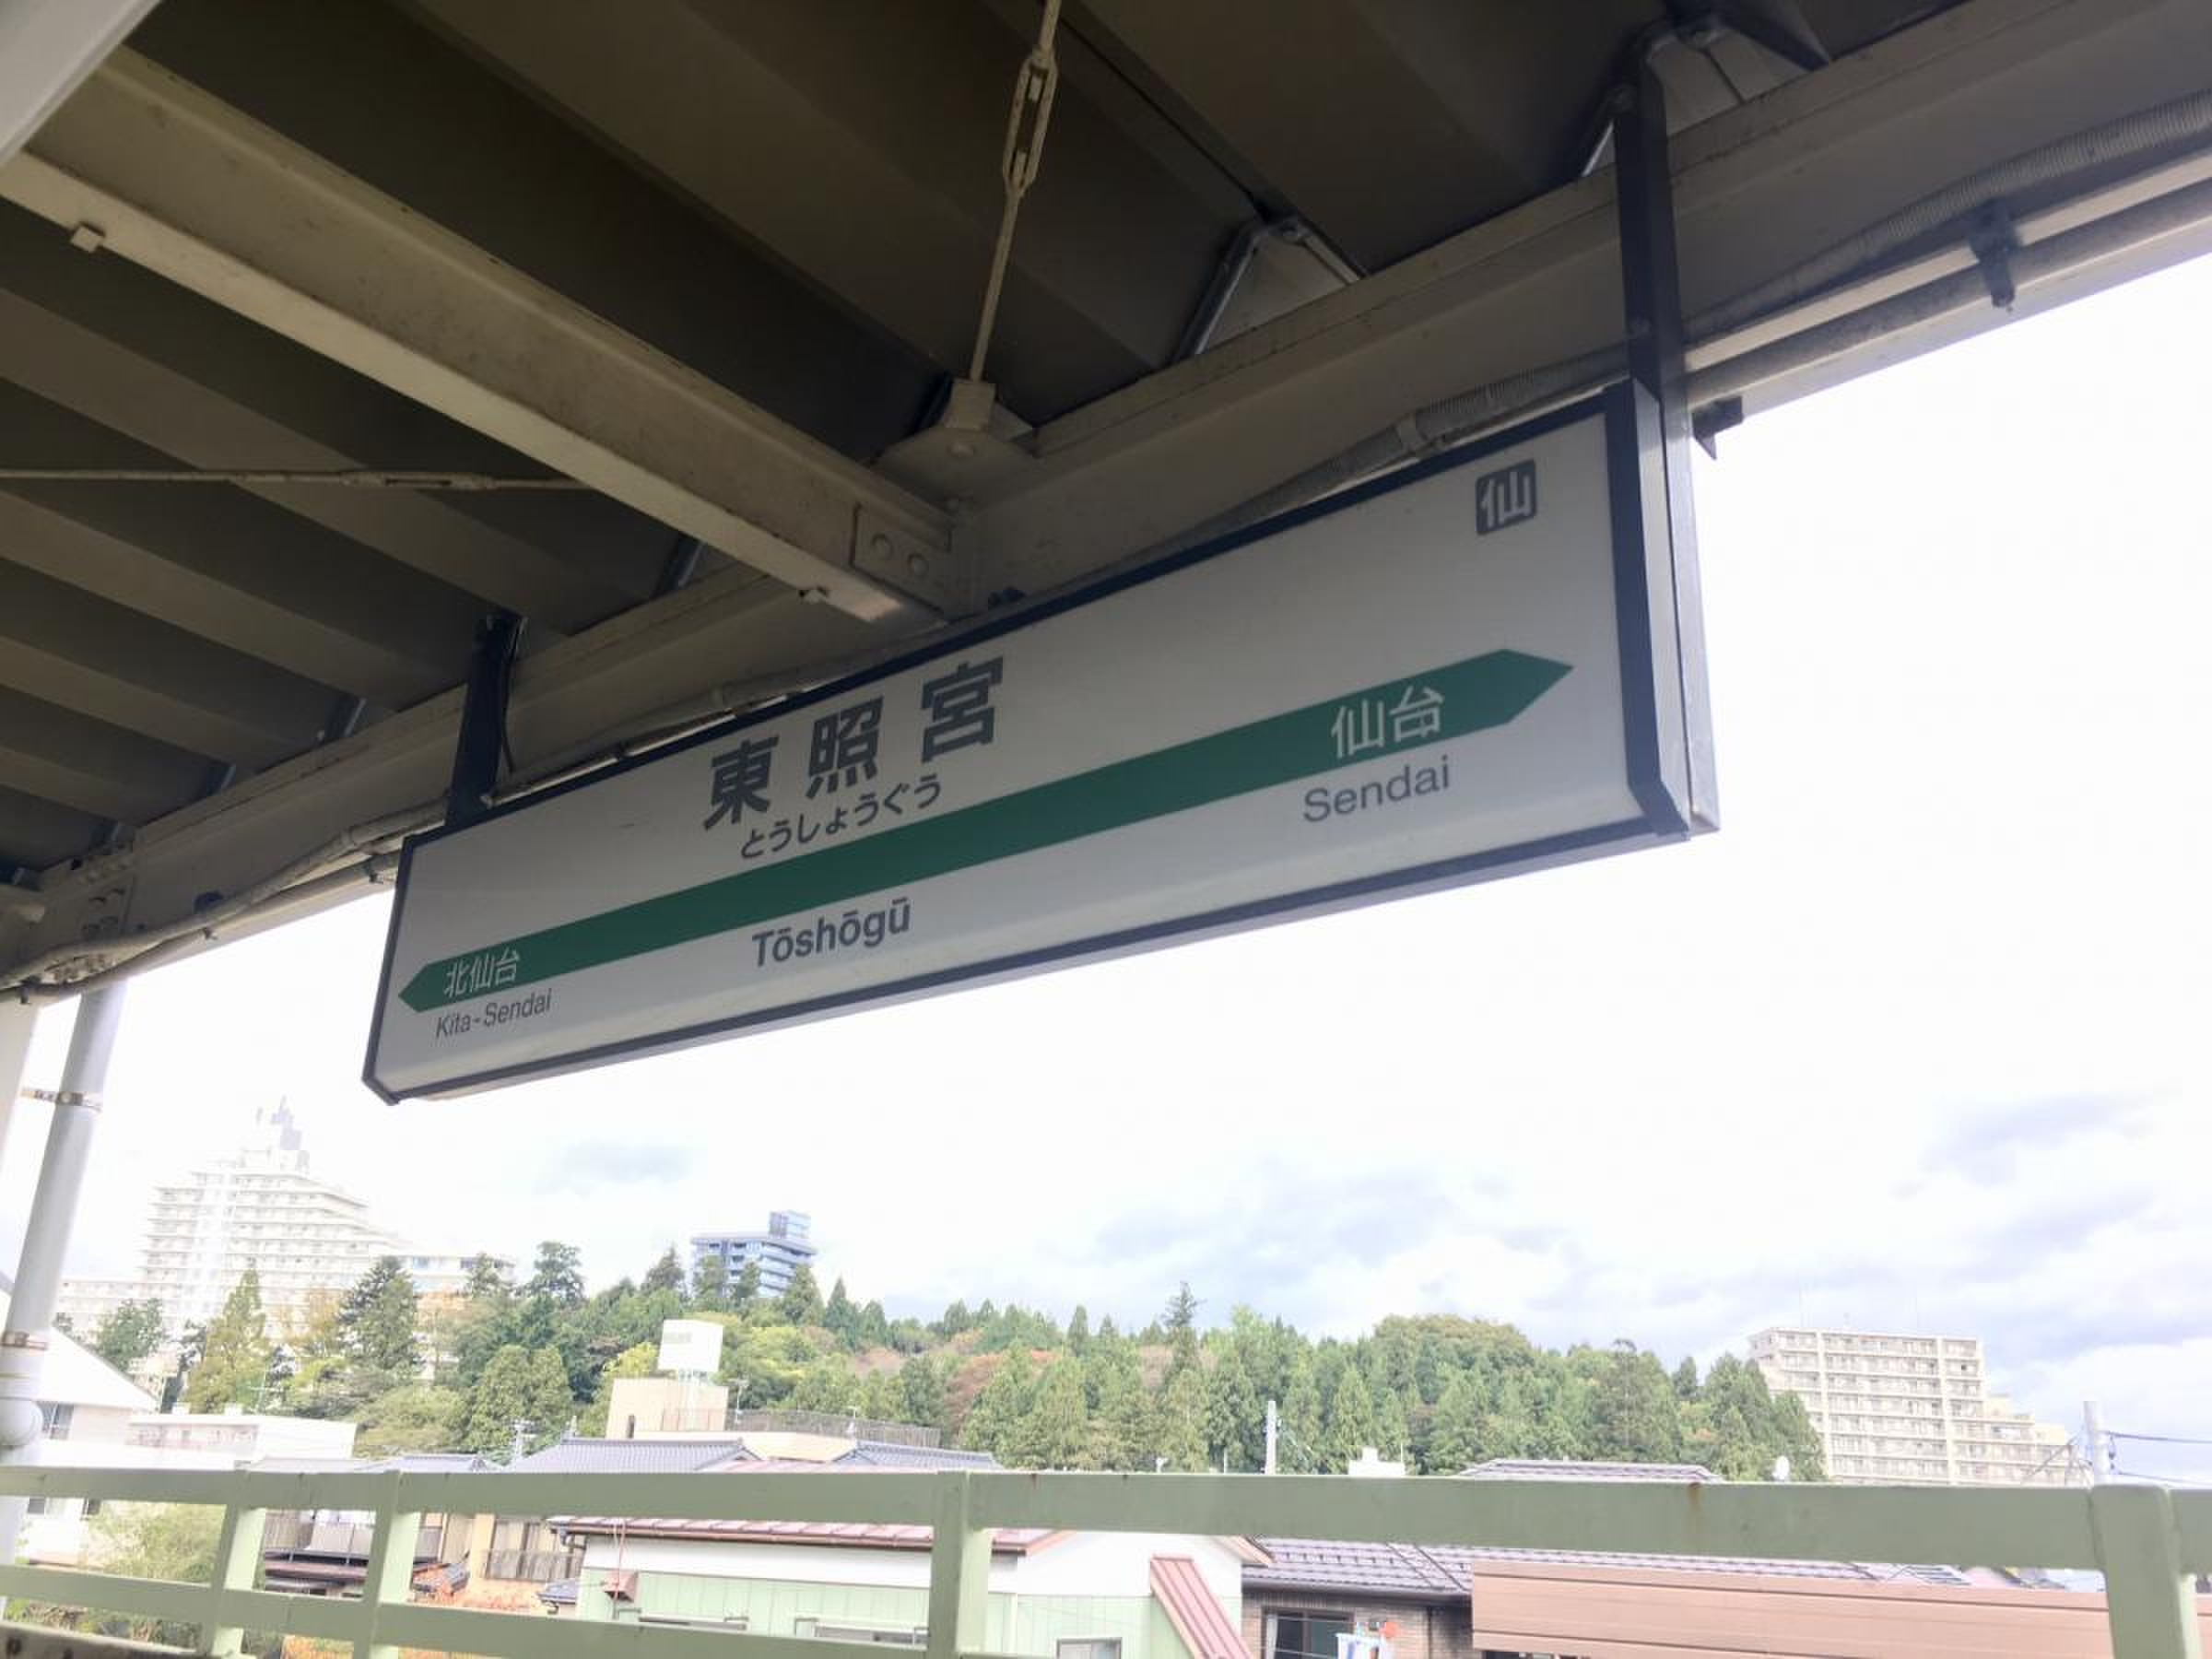 仙
東照宮
とうしょうぐう
仙台
Sendai
Tōshōgū
北仙台
Kita-Sendai